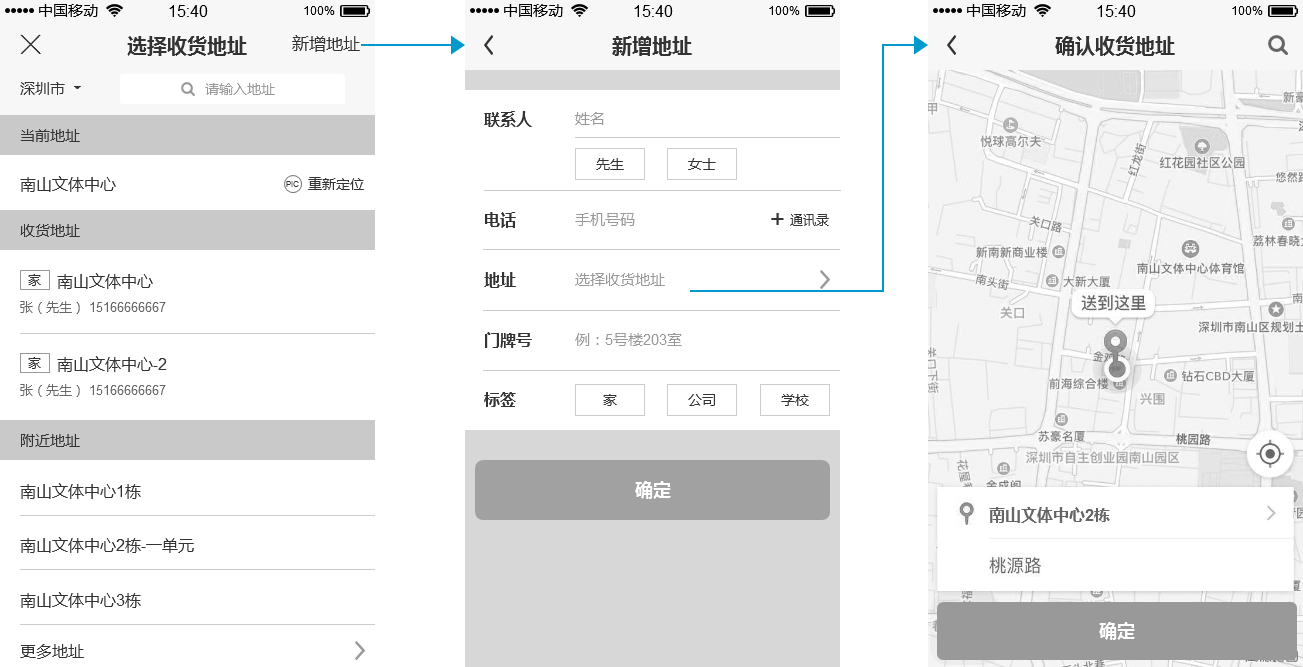 中国移动 15:40 100%
选择收货地址 新增地址
深圳市 请输入地址
当前地址
南山文体中心 PIC 重新定位
收货地址
家 南山文体中心
张（先生） 15166666667
家 南山文体中心-2
张（先生） 15166666667
附近地址
南山文体中心1栋
南山文体中心2栋-一单元
南山文体中心3栋
更多地址
中国移动 15:40 100%
新增地址
联系人 姓名
先生 女士
电话 手机号码 + 通讯录
地址 选择收货地址
门牌号 例：5号楼203室
标签 家 公司 学校
确定
中国移动 15:40 100%
确认收货地址
甲
悦球高尔夫
红龙街
红花园社区公园
关口路
新南新商业楼
荔林春晓
南山文体中心体育馆
南头街
大新大厦
关口
送到这里
深圳市南山区规划土
前海综合楼
钻石CBD大厦
兴围
苏豪名厦
桃园路
深圳市自主创业园南山园区
南山文体中心2栋
桃源路
确定